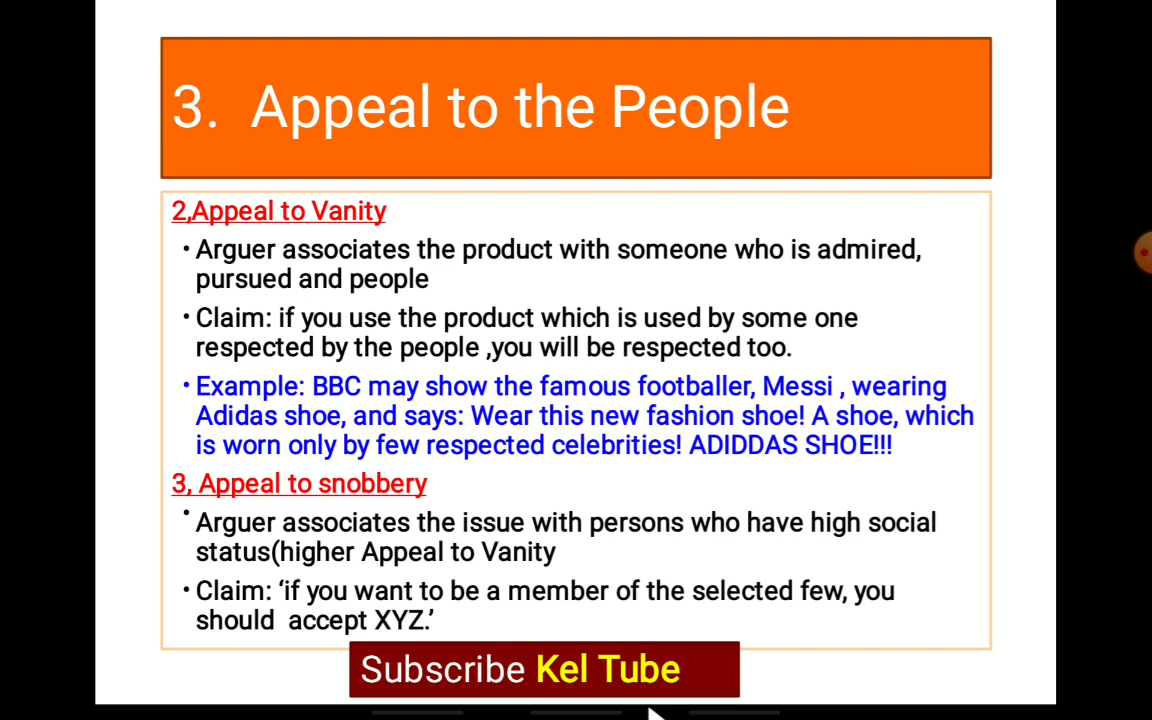 3. Appeal to the People
2,Appeal to Vanity
• Arguer associates the product with someone who is admired,
pursued and people
• Claim: if you use the product which is used by some one
respected by the people ,you will be respected too.
• Example: BBC may show the famous footballer, Messi , wearing
Adidas shoe, and says: Wear this new fashion shoe! A shoe, which
is worn only by few respected celebrities! ADIDDAS SHOE!!!
3, Appeal to snobbery
• Arguer associates the issue with persons who have high social
status(higher Appeal to Vanity
• Claim: ‘if you want to be a member of the selected few, you
should accept XYZ.’
Subscribe Kel Tube